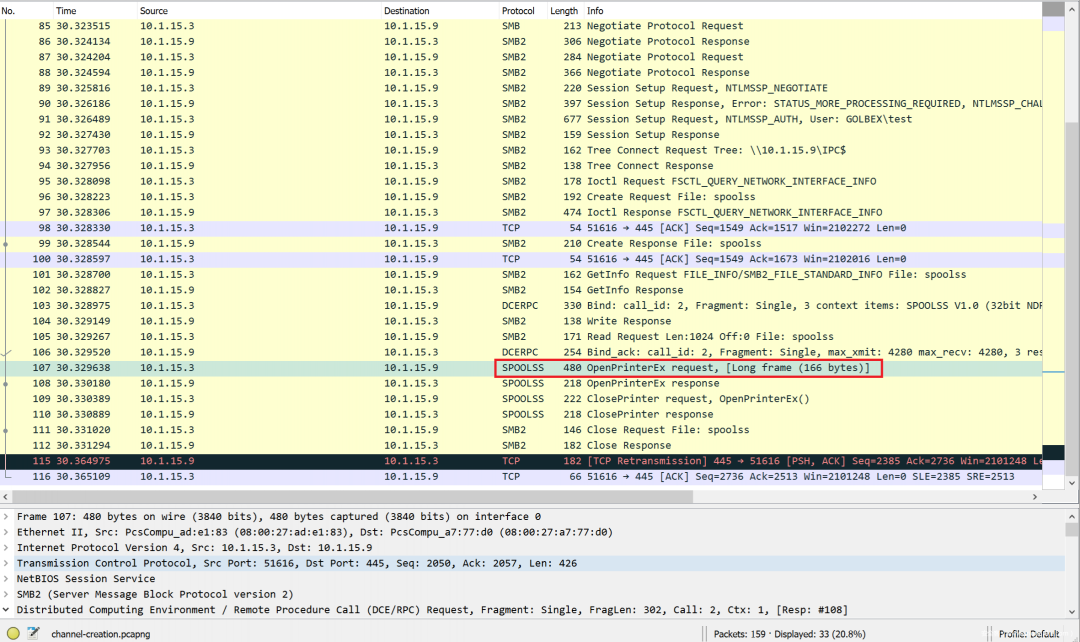 No. Time Source Destination Protocol Length Info
85 30.323515 10.1.15.3 10.1.15.9 SMB 213 Negotiate Protocol Request
86 30.324134 10.1.15.9 10.1.15.3 SMB2 306 Negotiate Protocol Response
87 30.324204 10.1.15.3 10.1.15.9 SMB2 284 Negotiate Protocol Request
88 30.324594 10.1.15.9 10.1.15.3 SMB2 366 Negotiate Protocol Response
89 30.325816 10.1.15.3 10.1.15.9 SMB2 220 Session Setup Request, NTLMSSP_NEGOTIATE
90 30.326186 10.1.15.9 10.1.15.3 SMB2 397 Session Setup Response, Error: STATUS_MORE_PROCESSING_REQUIRED, NTLMSSP_CHAL
91 30.326489 10.1.15.3 10.1.15.9 SMB2 677 Session Setup Request, NTLMSSP_AUTH, User: GOLBEX\test
92 30.327430 10.1.15.9 10.1.15.3 SMB2 159 Session Setup Response
93 30.327703 10.1.15.3 10.1.15.9 SMB2 162 Tree Connect Request Tree: \\10.1.15.9\IPC$
94 30.327956 10.1.15.9 10.1.15.3 SMB2 138 Tree Connect Response
95 30.328098 10.1.15.3 10.1.15.9 SMB2 178 Ioctl Request FSCTL_QUERY_NETWORK_INTERFACE_INFO
96 30.328223 10.1.15.3 10.1.15.9 SMB2 192 Create Request File: spoolss
97 30.328306 10.1.15.9 10.1.15.3 SMB2 474 Ioctl Response FSCTL_QUERY_NETWORK_INTERFACE_INFO
98 30.328330 10.1.15.3 10.1.15.9 TCP 54 51616 → 445 [ACK] Seq=1549 Ack=1517 Win=2102272 Len=0
99 30.328544 10.1.15.9 10.1.15.3 SMB2 210 Create Response File: spoolss
100 30.328597 10.1.15.3 10.1.15.9 TCP 54 51616 → 445 [ACK] Seq=1549 Ack=1673 Win=2102016 Len=0
101 30.328700 10.1.15.3 10.1.15.9 SMB2 162 GetInfo Request FILE_INFO/SMB2_FILE_STANDARD_INFO File: spoolss
102 30.328827 10.1.15.9 10.1.15.3 SMB2 154 GetInfo Response
103 30.328975 10.1.15.3 10.1.15.9 DCERPC 330 Bind: call_id: 2, Fragment: Single, 3 context items: SPOOLSS V1.0 (32bit NDR
104 30.329149 10.1.15.9 10.1.15.3 SMB2 138 Write Response
105 30.329267 10.1.15.3 10.1.15.9 SMB2 171 Read Request Len:1024 Off:0 File: spoolss
106 30.329520 10.1.15.9 10.1.15.3 DCERPC 254 Bind_ack: call_id: 2, Fragment: Single, max_xmit: 4280 max_recv: 4280, 3 res
107 30.329638 10.1.15.3 10.1.15.9 SPOOLSS 480 OpenPrinterEx request, [Long frame (166 bytes)]
108 30.330180 10.1.15.9 10.1.15.3 SPOOLSS 218 OpenPrinterEx response
109 30.330389 10.1.15.3 10.1.15.9 SPOOLSS 222 ClosePrinter request, OpenPrinterEx()
110 30.330889 10.1.15.9 10.1.15.3 SPOOLSS 218 ClosePrinter response
111 30.331020 10.1.15.3 10.1.15.9 SMB2 146 Close Request File: spoolss
112 30.331294 10.1.15.9 10.1.15.3 SMB2 182 Close Response
115 30.364975 10.1.15.9 10.1.15.3 TCP 182 [TCP Retransmission] 445 → 51616 [PSH, ACK] Seq=2385 Ack=2736 Win=2101248 Le
116 30.365109 10.1.15.3 10.1.15.9 TCP 66 51616 → 445 [ACK] Seq=2736 Ack=2513 Win=2101248 Len=0 SLE=2385 SRE=2513
Frame 107: 480 bytes on wire (3840 bits), 480 bytes captured (3840 bits) on interface 0
Ethernet II, Src: PcsCompu_ad:e1:83 (08:00:27:ad:e1:83), Dst: PcsCompu_a7:77:d0 (08:00:27:a7:77:d0)
Internet Protocol Version 4, Src: 10.1.15.3, Dst: 10.1.15.9
Transmission Control Protocol, Src Port: 51616, Dst Port: 445, Seq: 2050, Ack: 2057, Len: 426
NetBIOS Session Service
SMB2 (Server Message Block Protocol version 2)
Distributed Computing Environment / Remote Procedure Call (DCE/RPC) Request, Fragment: Single, FragLen: 302, Call: 2, Ctx: 1, [Resp: #108]
channel-creation.pcapng Packets: 159 · Displayed: 33 (20.8%) Profile: Default